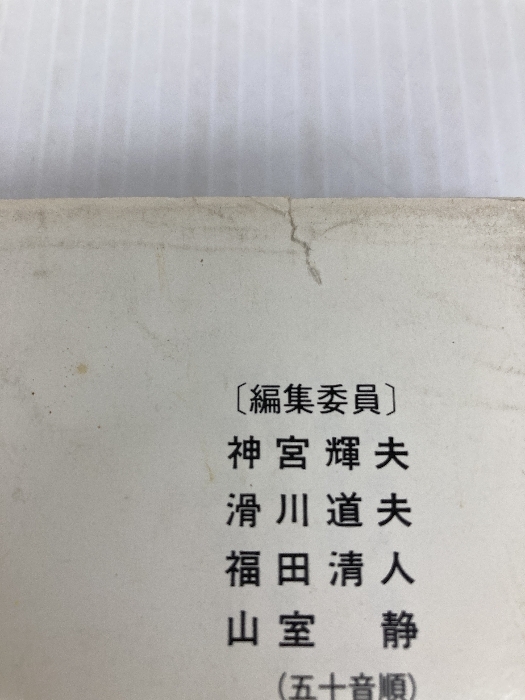 〔編集委員〕
神宮輝夫
滑川道夫
福田清人
山室 静
(五十音順)